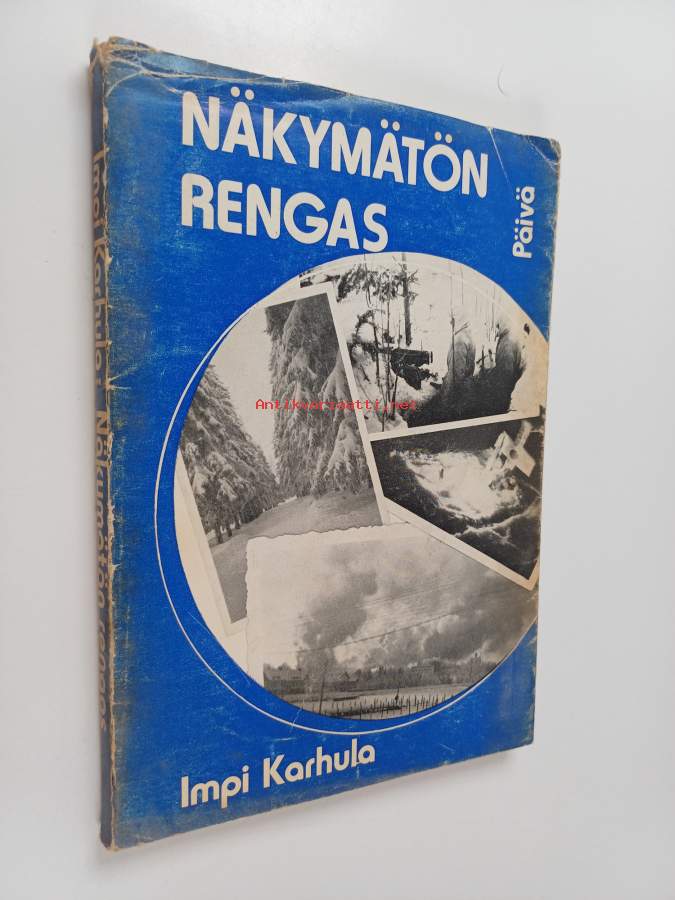 NÄKYMÄTÖN
RENGAS
Päivä
Antikvariaatti.net
Impi Karhula
Impi Karhula: Näkymätön rengas